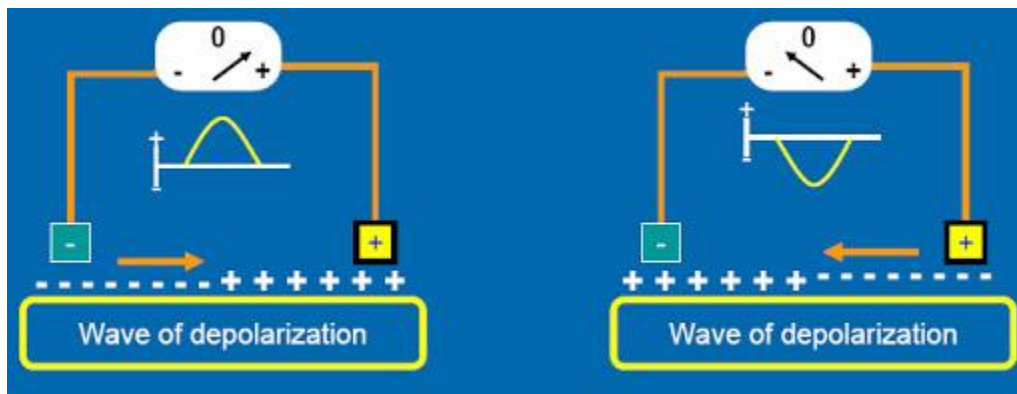 0
- +
+
-
- +
- - - - - - - - - + + + + + +
Wave of depolarization
0
- +
+
-
- +
+ + + + + + - - - - - - - - -
Wave of depolarization